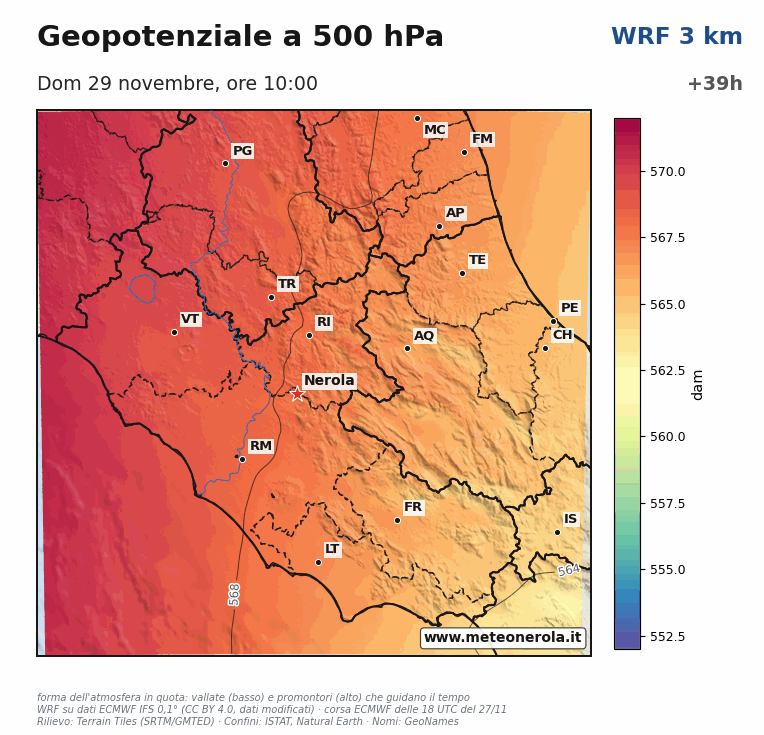 Geopotenziale a 500 hPa
WRF 3 km
Dom 29 novembre, ore 10:00
+39h
MC
FM
PG
AP
TE
TR
PE
VT
RI
AQ
CH
Nerola
RM
FR
IS
LT
564
568
www.meteonerola.it
570.0
567.5
565.0
562.5
560.0
557.5
555.0
552.5
dam
forma dell'atmosfera in quota: vallate (basso) e promontori (alto) che guidano il tempo
WRF su dati ECMWF IFS 0,1° (CC BY 4.0, dati modificati) · corsa ECMWF delle 18 UTC del 27/11
Rilievo: Terrain Tiles (SRTM/GMTED) · Confini: ISTAT, Natural Earth · Nomi: GeoNames